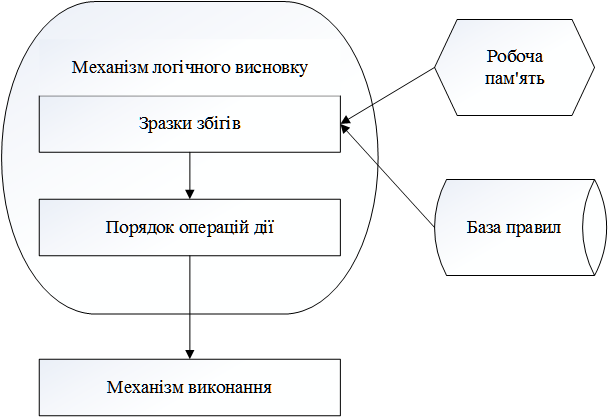 Механізм логічного висновку
Зразки збігів
Порядок операцій дії
Механізм виконання
Робоча
пам'ять
База правил